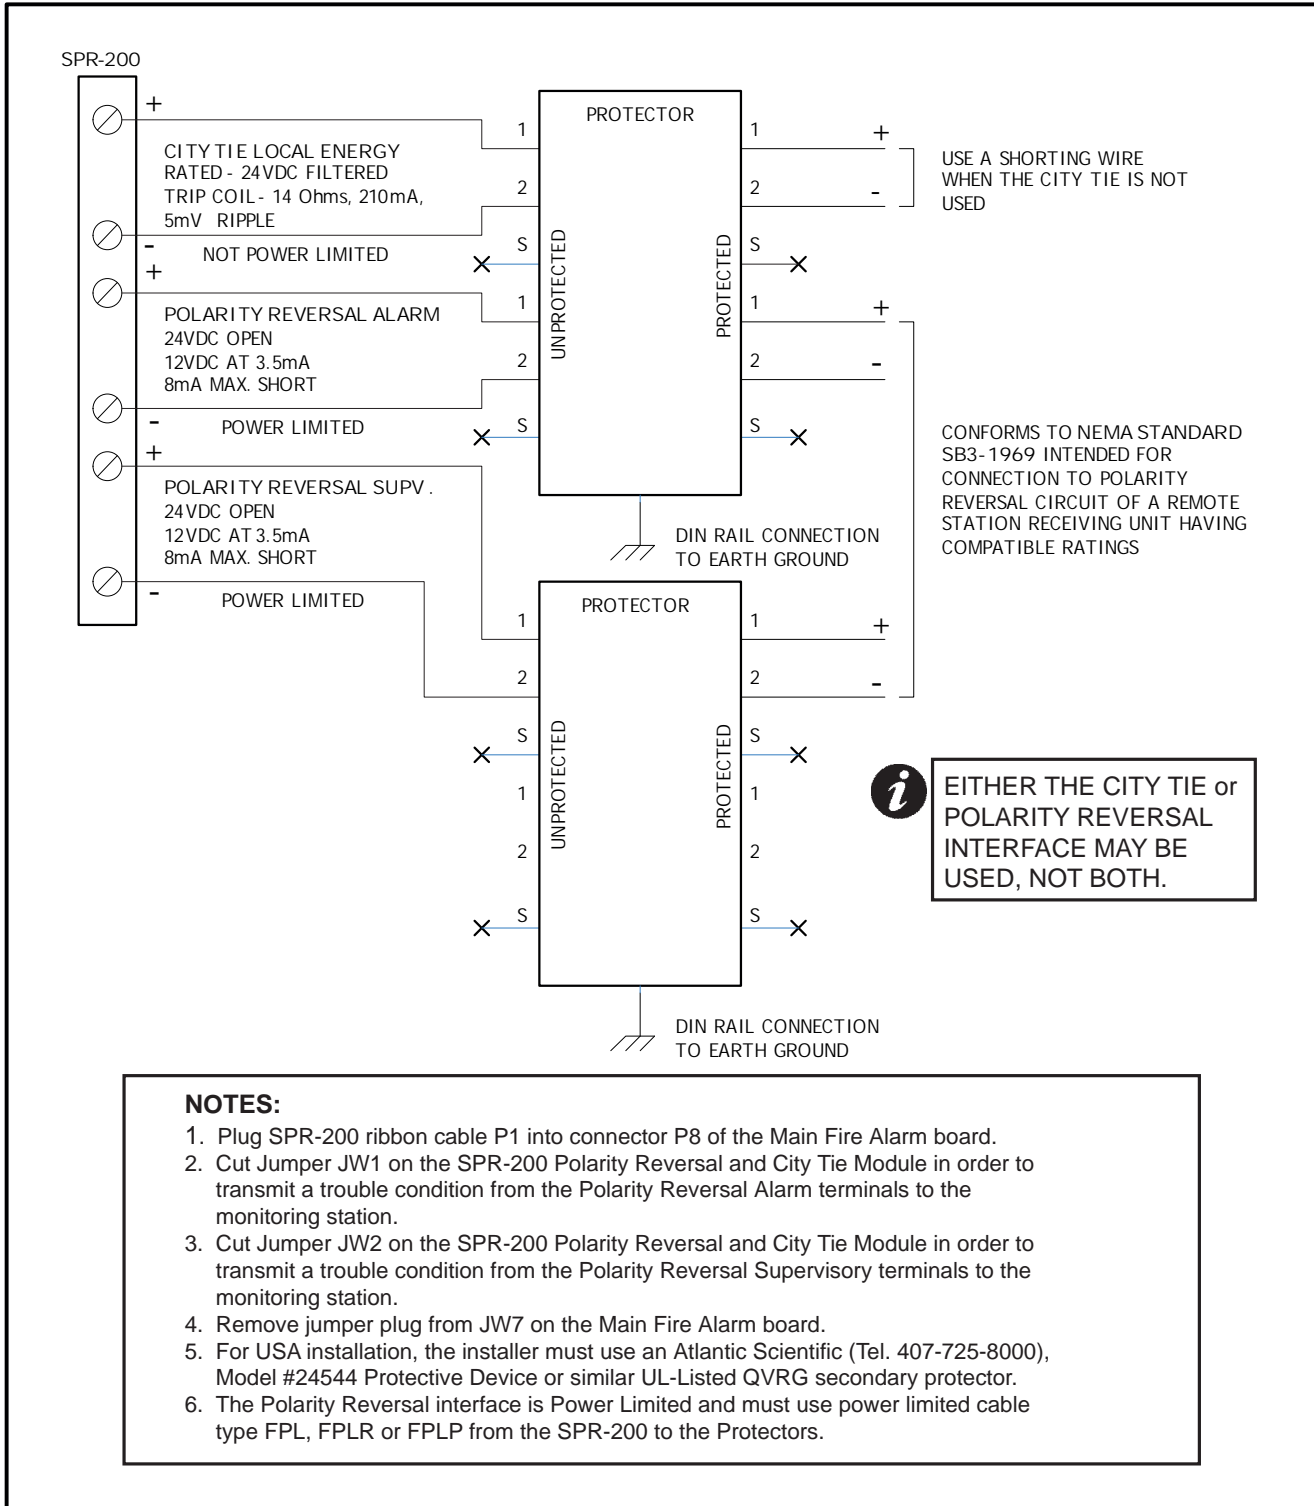 SPR-200
+
CITY TIE LOCAL ENERGY
RATED - 24VDC FILTERED
TRIP COIL - 14 Ohms, 210mA,
5mV RIPPLE
-
NOT POWER LIMITED
+
POLARITY REVERSAL ALARM
24VDC OPEN
12VDC AT 3.5mA
8mA MAX. SHORT
-
POWER LIMITED
+
POLARITY REVERSAL SUPV.
24VDC OPEN
12VDC AT 3.5mA
8mA MAX. SHORT
-
POWER LIMITED
PROTECTOR
1
2
S
1
2
S
UNPROTECTED
PROTECTED
1
2
S
1
2
S
+
-
+
-
USE A SHORTING WIRE
WHEN THE CITY TIE IS NOT
USED
DIN RAIL CONNECTION
TO EARTH GROUND
CONFORMS TO NEMA STANDARD
SB3-1969 INTENDED FOR
CONNECTION TO POLARITY
REVERSAL CIRCUIT OF A REMOTE
STATION RECEIVING UNIT HAVING
COMPATIBLE RATINGS
PROTECTOR
1
2
S
1
2
S
UNPROTECTED
PROTECTED
1
2
S
1
2
S
+
-
i
EITHER THE CITY TIE or
POLARITY REVERSAL
INTERFACE MAY BE
USED, NOT BOTH.
DIN RAIL CONNECTION
TO EARTH GROUND
NOTES:
1. Plug SPR-200 ribbon cable P1 into connector P8 of the Main Fire Alarm board.
2. Cut Jumper JW1 on the SPR-200 Polarity Reversal and City Tie Module in order to
transmit a trouble condition from the Polarity Reversal Alarm terminals to the
monitoring station.
3. Cut Jumper JW2 on the SPR-200 Polarity Reversal and City Tie Module in order to
transmit a trouble condition from the Polarity Reversal Supervisory terminals to the
monitoring station.
4. Remove jumper plug from JW7 on the Main Fire Alarm board.
5. For USA installation, the installer must use an Atlantic Scientific (Tel. 407-725-8000),
Model #24544 Protective Device or similar UL-Listed QVRG secondary protector.
6. The Polarity Reversal interface is Power Limited and must use power limited cable
type FPL, FPLR or FPLP from the SPR-200 to the Protectors.